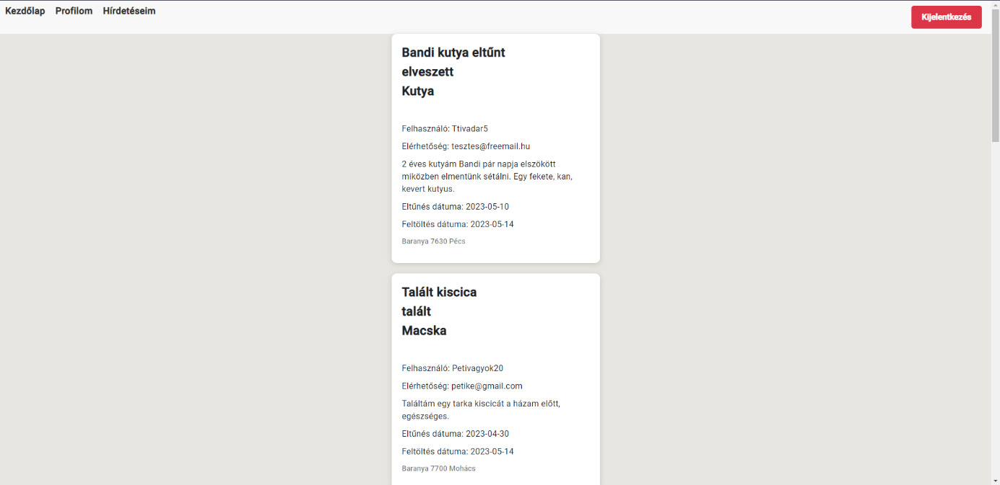 Kezdőlap Profilom Hírdetéseim Kijelentkezés
Bandi kutya eltűnt
elveszett
Kutya
Felhasználó: Ttivadar5
Elérhetőség: tesztes@freemail.hu
2 éves kutyám Bandi pár napja elszökött
miközben elmentünk sétálni. Egy fekete, kan,
kevert kutyus.
Eltűnés dátuma: 2023-05-10
Feltöltés dátuma: 2023-05-14
Baranya 7630 Pécs
Talált kiscica
talált
Macska
Felhasználó: Petivagyok20
Elérhetőség: petike@gmail.com
Találtám egy tarka kiscicát a házam előtt,
egészséges.
Eltűnés dátuma: 2023-04-30
Feltöltés dátuma: 2023-05-14
Baranya 7700 Mohács